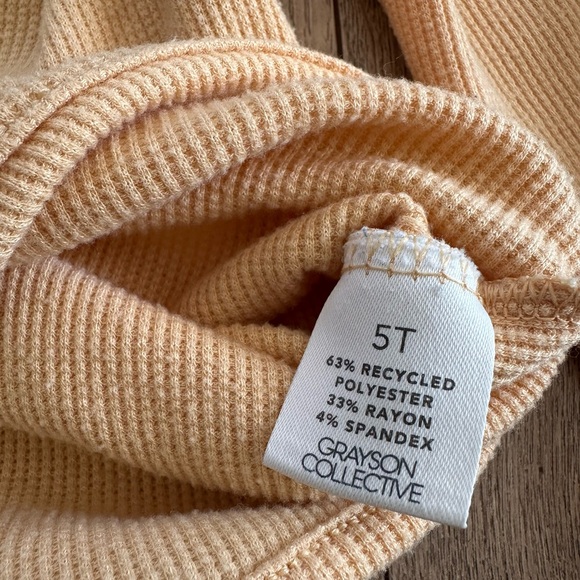 5T
63% RECYCLED
POLYESTER
33% RAYON
4% SPANDEX
GRAYSON
COLLECTIVE